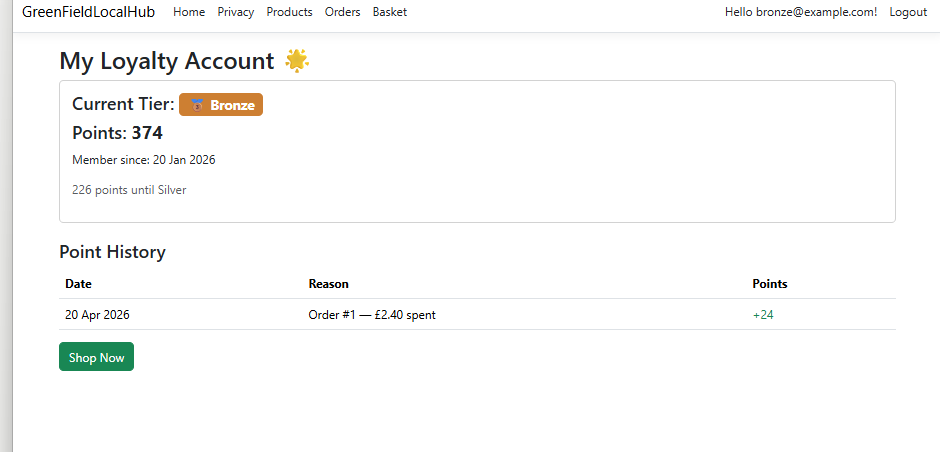 GreenFieldLocalHub Home Privacy Products Orders Basket Hello bronze@example.com! Logout
My Loyalty Account 🌟
Current Tier: 🥉 Bronze
Points: 374
Member since: 20 Jan 2026
226 points until Silver
Point History
Date Reason Points
20 Apr 2026 Order #1 — £2.40 spent +24
Shop Now